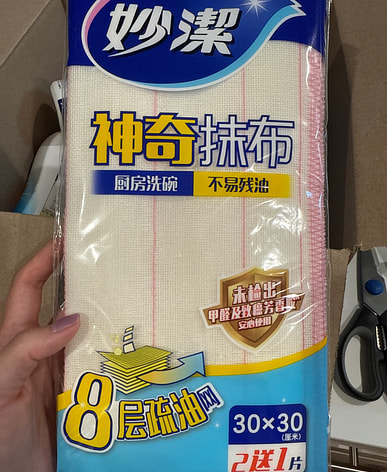 妙潔
神奇抹布
厨房洗碗 不易残油
未检出
甲醛及致癌芳香胺
安心使用
8层疏油网
30×30
(厘米)
2送1片